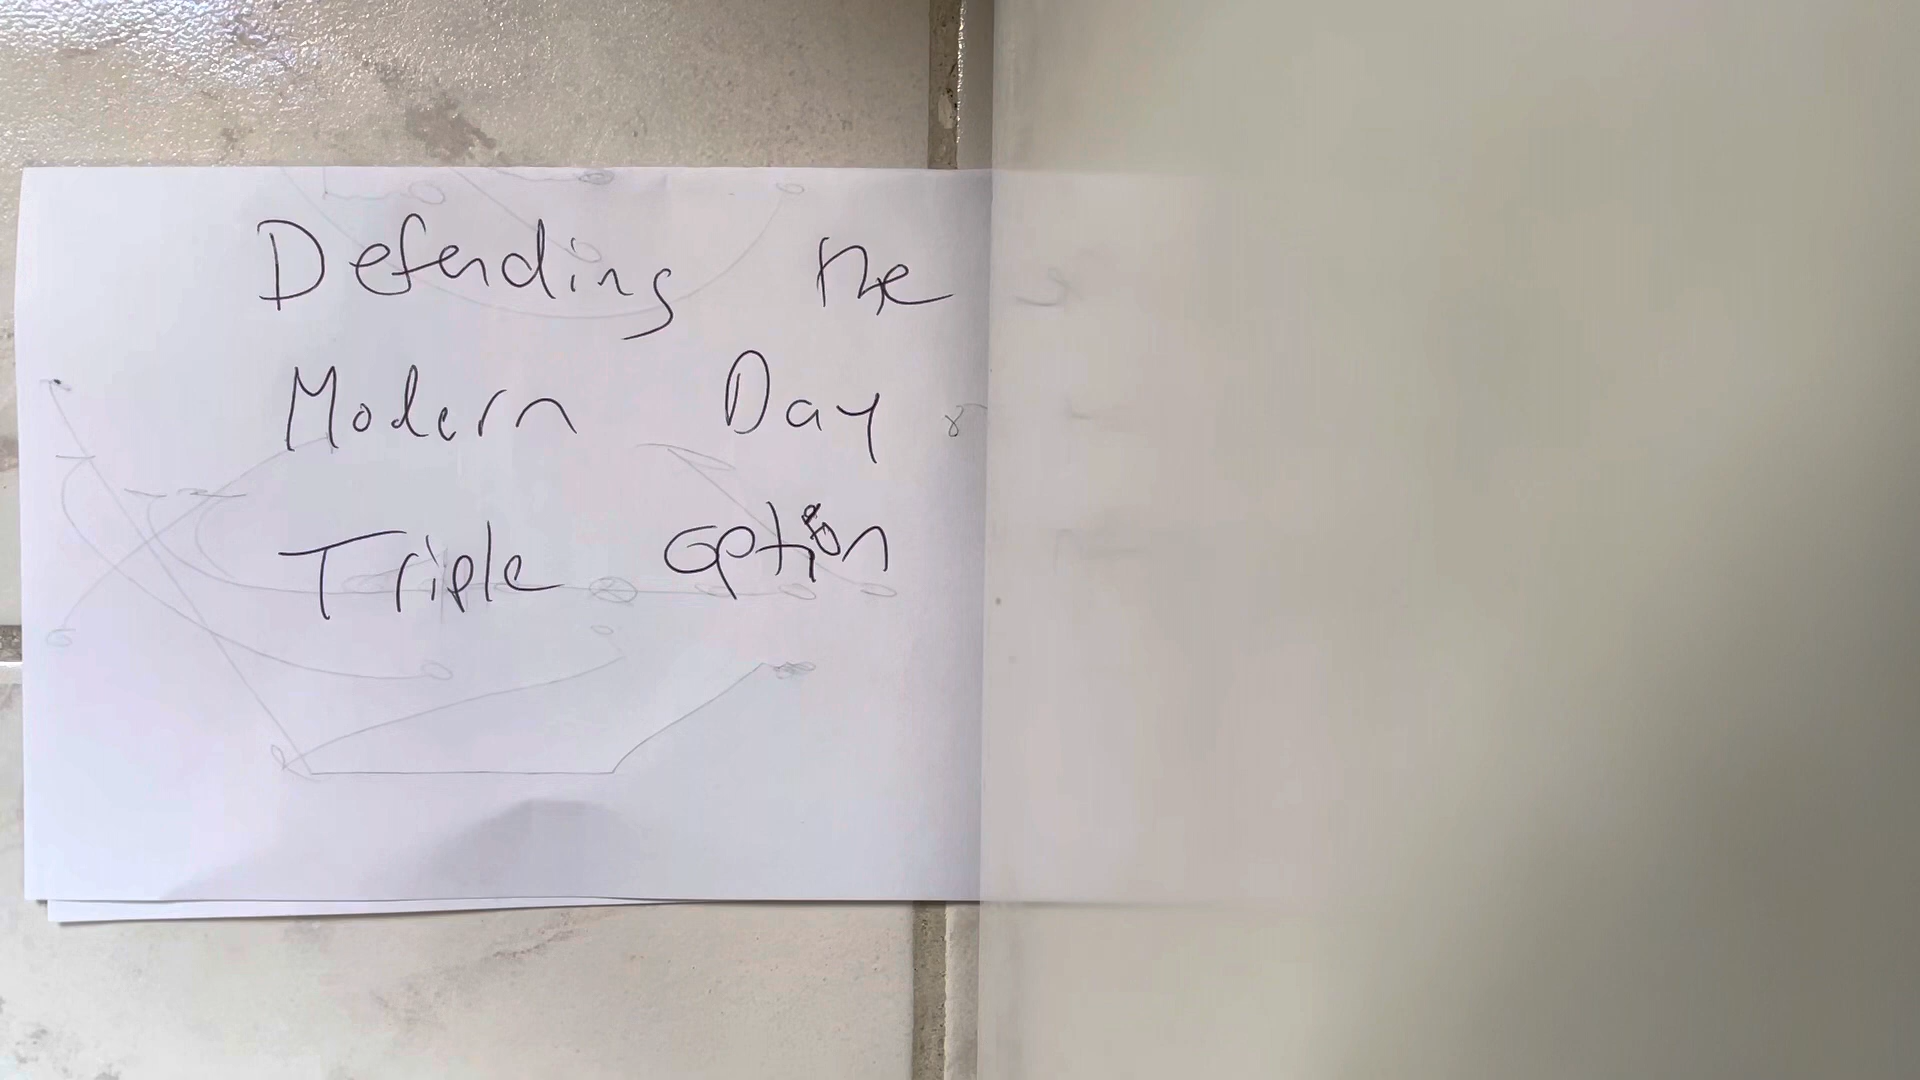 Defending the
Modern Day
Triple option